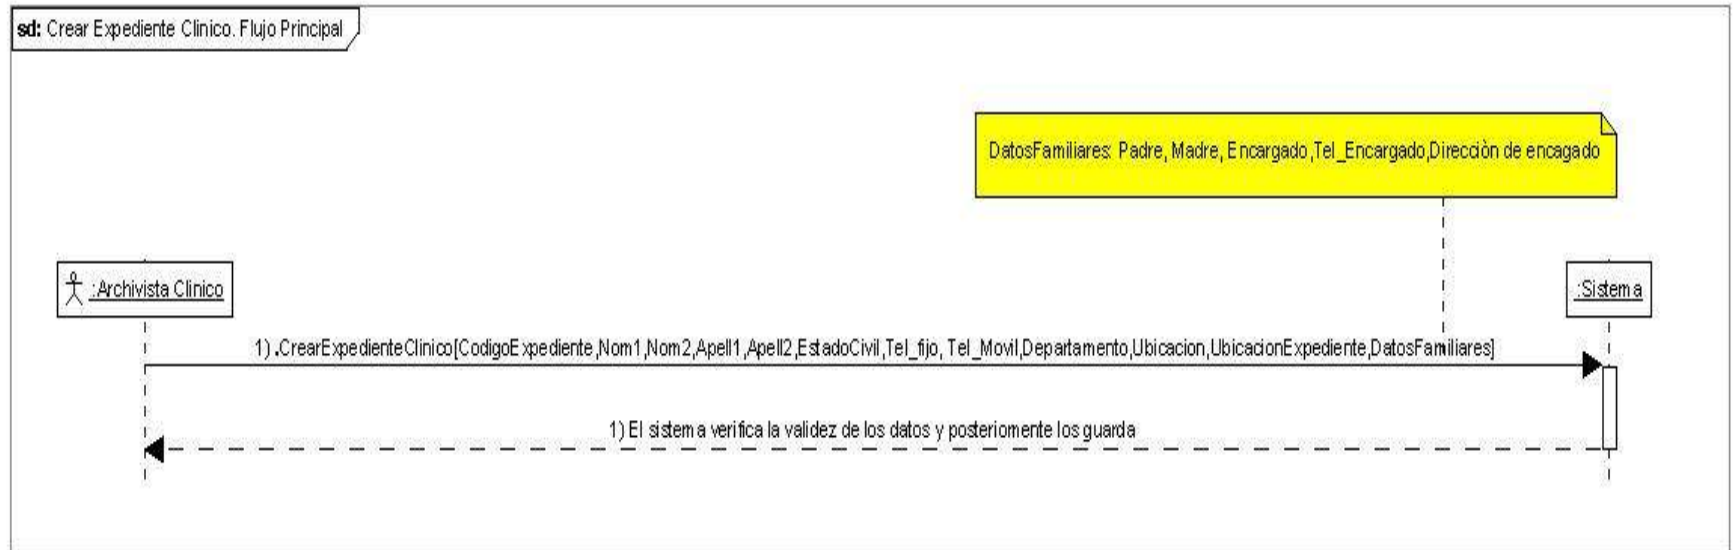 sd: Crear Expediente Clinico. Flujo Principal
DatosFamiliares: Padre, Madre, Encargado,Tel_Encargado,Direcciòn de encagado
:Archivista Clinico
:Sistema
1) .CrearExpedienteClinico[CodigoExpediente,Nom1,Nom2,Apell1,Apell2,EstadoCivil,Tel_fijo, Tel_Movil,Departamento,Ubicacion,UbicacionExpediente,DatosFamiliares]
1) El sistema verifica la validez de los datos y posteriomente los guarda